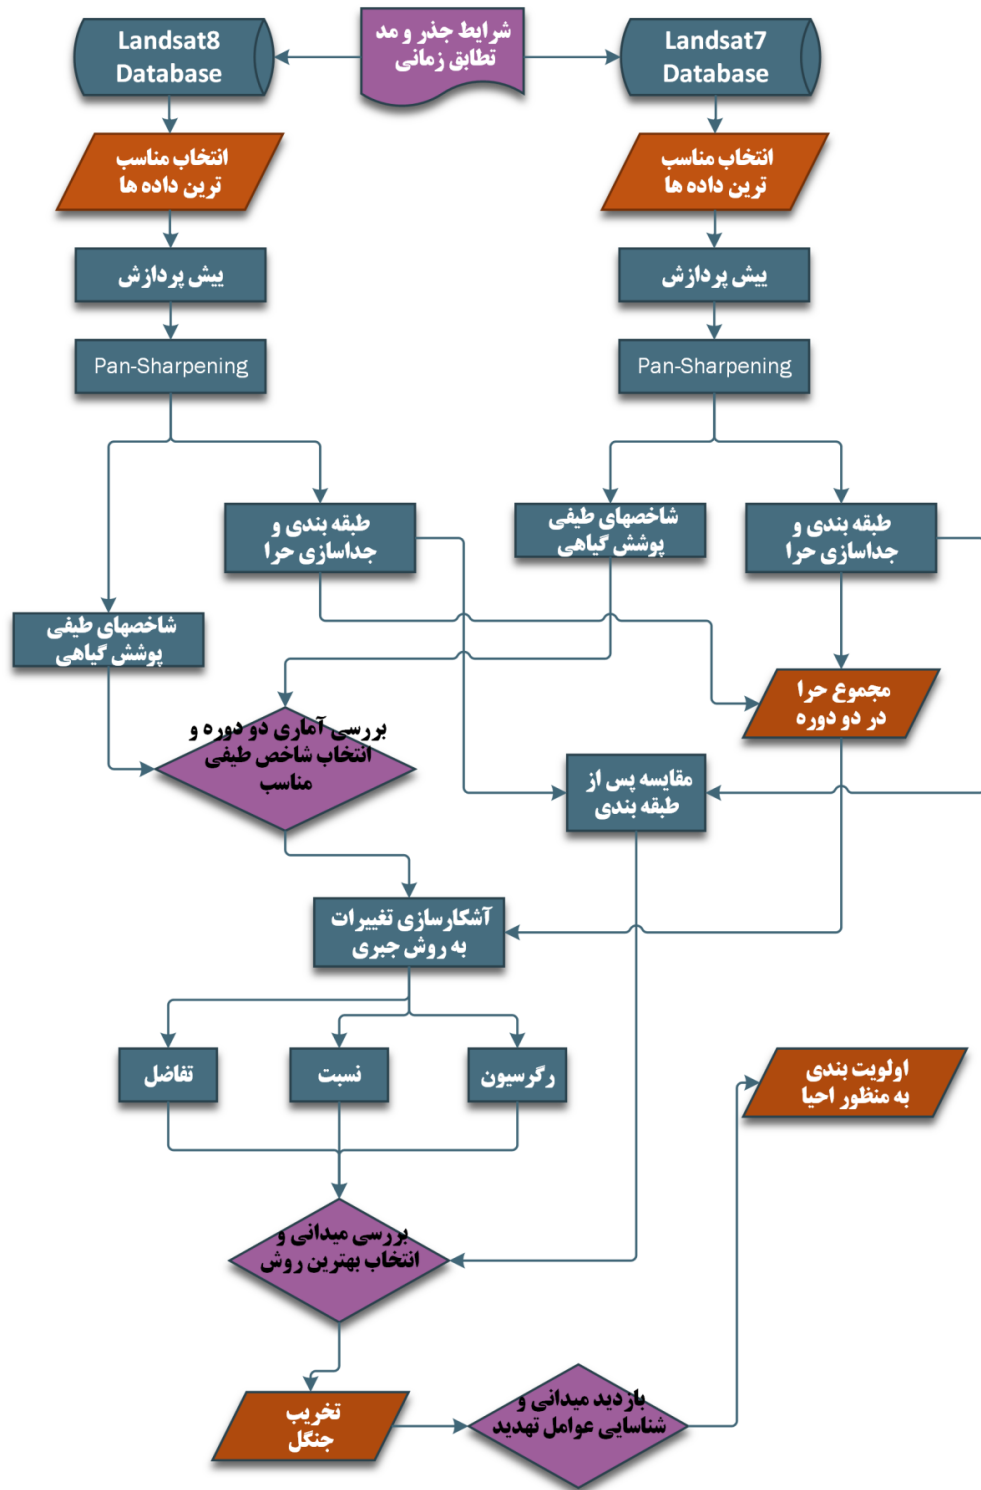 شرایط جذر و مد
تطابق زمانی
Landsat8
Database
Landsat7
Database
انتخاب مناسب
ترین داده ها
انتخاب مناسب
ترین داده ها
پیش پردازش
پیش پردازش
Pan-Sharpening
Pan-Sharpening
طبقه بندی و
جداسازی حرا
شاخصهای طیفی
پوشش گیاهی
طبقه بندی و
جداسازی حرا
شاخصهای طیفی
پوشش گیاهی
مجموع حرا
در دو دوره
بررسی آماری دو دوره و
انتخاب شاخص طیفی
مناسب
مقایسه پس از
طبقه بندی
آشکارسازی تغییرات
به روش جبری
تفاضل
نسبت
رگرسیون
اولویت بندی
به منظور احیا
بررسی میدانی و
انتخاب بهترین روش
تخریب
جنگل
بازدید میدانی و
شناسایی عوامل تهدید